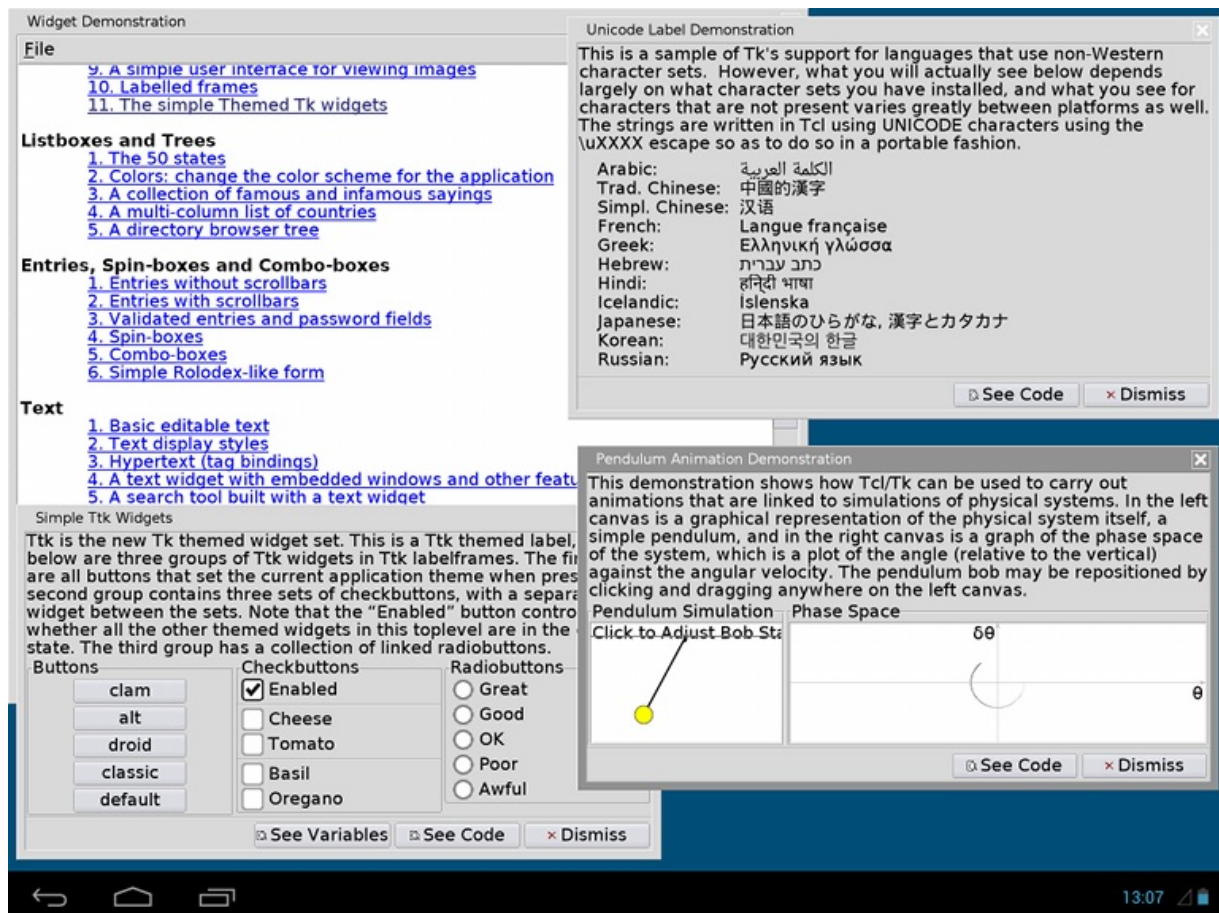 Widget Demonstration
File
9. A simple user interface for viewing images
10. Labelled frames
11. The simple Themed Tk widgets
Listboxes and Trees
1. The 50 states
2. Colors: change the color scheme for the application
3. A collection of famous and infamous sayings
4. A multi-column list of countries
5. A directory browser tree
Entries, Spin-boxes and Combo-boxes
1. Entries without scrollbars
2. Entries with scrollbars
3. Validated entries and password fields
4. Spin-boxes
5. Combo-boxes
6. Simple Rolodex-like form
Text
1. Basic editable text
2. Text display styles
3. Hypertext (tag bindings)
4. A text widget with embedded windows and other featu
5. A search tool built with a text widget
Unicode Label Demonstration
This is a sample of Tk's support for languages that use non-Western
character sets. However, what you will actually see below depends
largely on what character sets you have installed, and what you see for
characters that are not present varies greatly between platforms as well.
The strings are written in Tcl using UNICODE characters using the
\uXXXX escape so as to do so in a portable fashion.
Arabic: الكلمة العربية
Trad. Chinese: 中國的漢字
Simpl. Chinese: 汉语
French: Langue française
Greek: Ελληνική γλώσσα
Hebrew: כתב עברית
Hindi: हिन्दी भाषा
Icelandic: Íslenska
Japanese: 日本語のひらがな, 漢字とカタカナ
Korean: 대한민국의 한글
Russian: Русский язык
See Code
Dismiss
Simple Ttk Widgets
Ttk is the new Tk themed widget set. This is a Ttk themed label,
below are three groups of Ttk widgets in Ttk labelframes. The fi
are all buttons that set the current application theme when pres
second group contains three sets of checkbuttons, with a separa
widget between the sets. Note that the “Enabled” button contro
whether all the other themed widgets in this toplevel are in the
state. The third group has a collection of linked radiobuttons.
Buttons
clam
alt
droid
classic
default
Checkbuttons
Enabled
Cheese
Tomato
Basil
Oregano
Radiobuttons
Great
Good
OK
Poor
Awful
See Variables
See Code
Dismiss
Pendulum Animation Demonstration
This demonstration shows how Tcl/Tk can be used to carry out
animations that are linked to simulations of physical systems. In the left
canvas is a graphical representation of the physical system itself, a
simple pendulum, and in the right canvas is a graph of the phase space
of the system, which is a plot of the angle (relative to the vertical)
against the angular velocity. The pendulum bob may be repositioned by
clicking and dragging anywhere on the left canvas.
Pendulum Simulation
Click to Adjust Bob Sta
Phase Space
δθ
θ
See Code
Dismiss
13:07